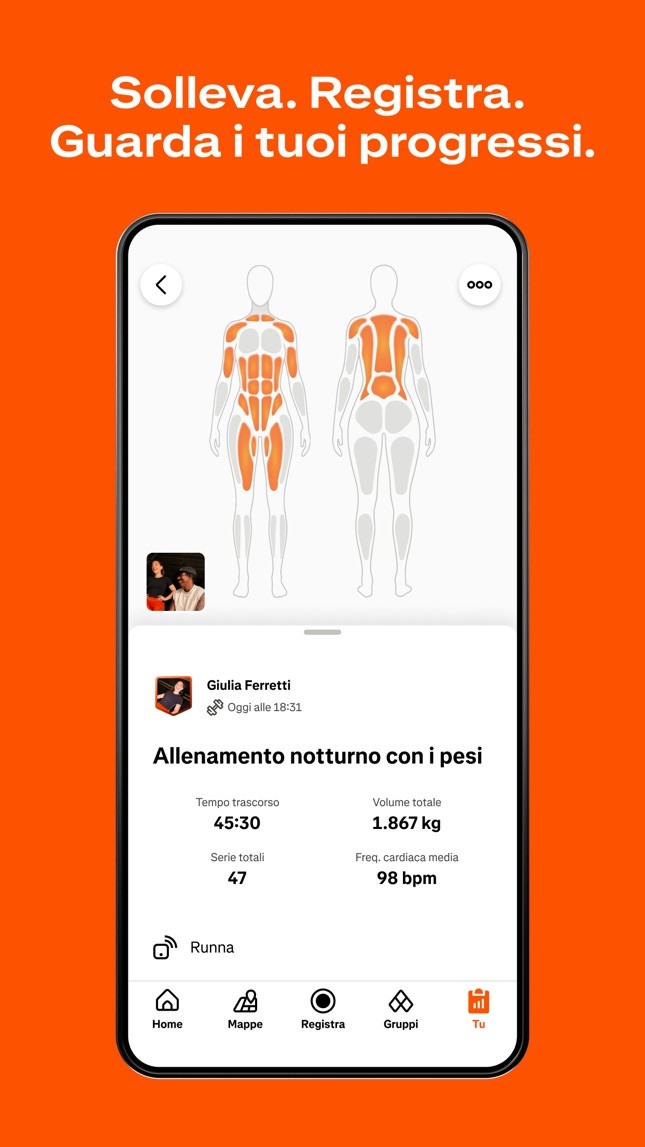 Solleva. Registra.
Guarda i tuoi progressi.
Giulia Ferretti
Oggi alle 18:31
Allenamento notturno con i pesi
Tempo trascorso
Volume totale
45:30
1.867 kg
Serie totali
Freq. cardiaca media
47
98 bpm
Runna
Home
Mappe
Registra
Gruppi
Tu